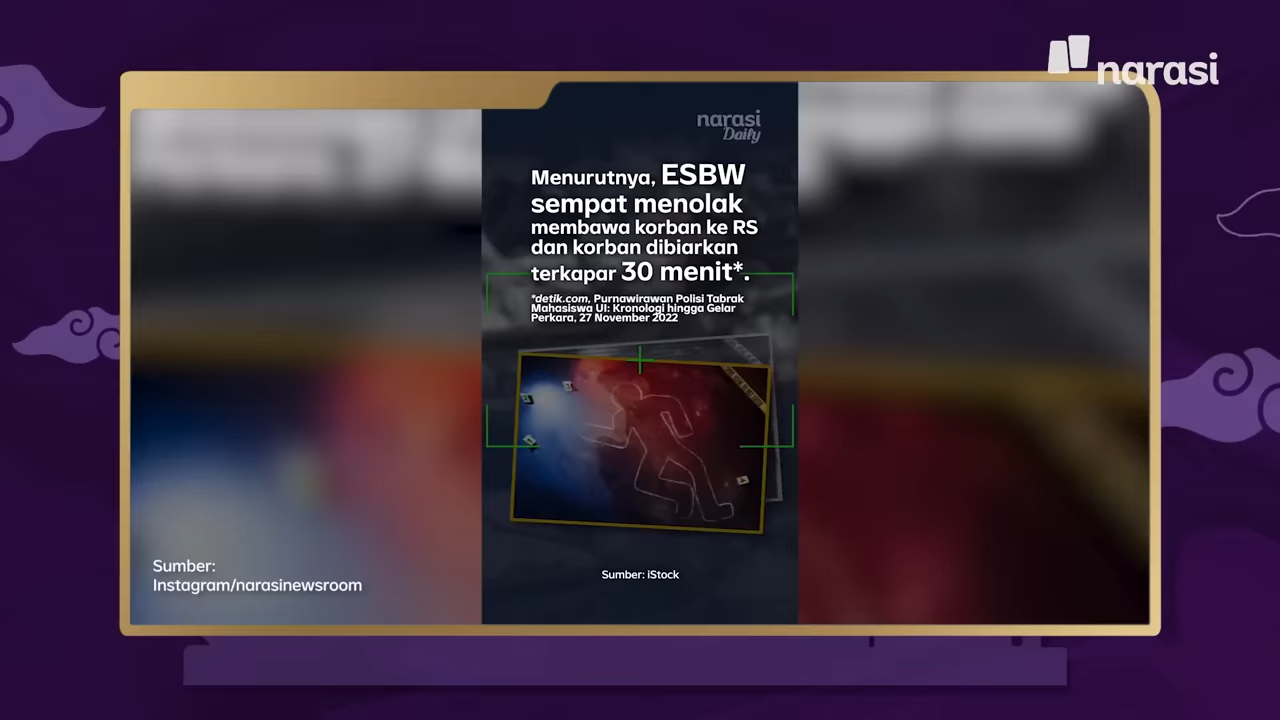 narasi
narasi
Daily
Menurutnya, ESBW
sempat menolak
membawa korban ke RS
dan korban dibiarkan
terkapar 30 menit*.
*detik.com, Purnawirawan Polisi Tabrak
Mahasiswa UI: Kronologi hingga Gelar
Perkara, 27 November 2022
Sumber: iStock
Sumber:
Instagram/narasinewsroom